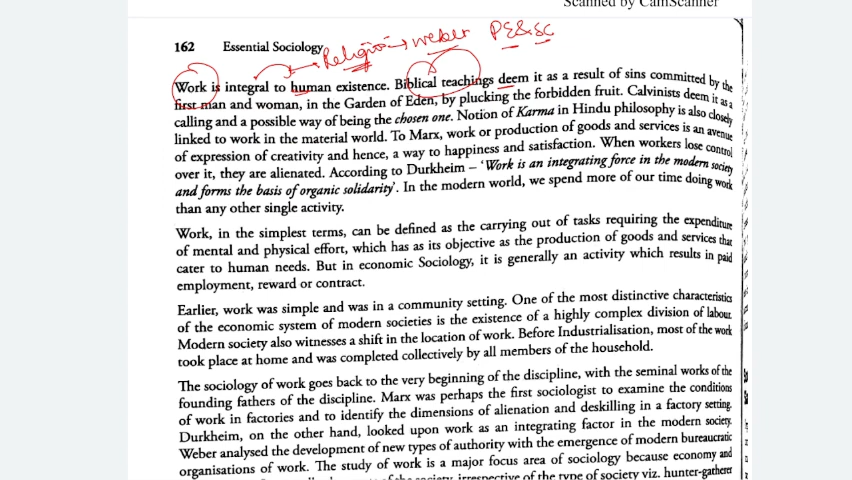 Scanned by CamScanner
Religion → Weber PE&SC
162 Essential Sociology
Work is integral to human existence. Biblical teachings deem it as a result of sins committed by the
first man and woman, in the Garden of Eden, by plucking the forbidden fruit. Calvinists deem it as a
calling and a possible way of being the chosen one. Notion of Karma in Hindu philosophy is also closely
linked to work in the material world. To Marx, work or production of goods and services is an avenue
of expression of creativity and hence, a way to happiness and satisfaction. When workers lose control
over it, they are alienated. According to Durkheim – 'Work is an integrating force in the modern society
and forms the basis of organic solidarity'. In the modern world, we spend more of our time doing work
than any other single activity.
Work, in the simplest terms, can be defined as the carrying out of tasks requiring the expenditure
of mental and physical effort, which has as its objective as the production of goods and services that
cater to human needs. But in economic Sociology, it is generally an activity which results in paid
employment, reward or contract.
Earlier, work was simple and was in a community setting. One of the most distinctive characteristics
of the economic system of modern societies is the existence of a highly complex division of labour.
Modern society also witnesses a shift in the location of work. Before Industrialisation, most of the work
took place at home and was completed collectively by all members of the household.
The sociology of work goes back to the very beginning of the discipline, with the seminal works of the
founding fathers of the discipline. Marx was perhaps the first sociologist to examine the conditions
of work in factories and to identify the dimensions of alienation and deskilling in a factory setting.
Durkheim, on the other hand, looked upon work as an integrating factor in the modern society.
Weber analysed the development of new types of authority with the emergence of modern bureaucratic
organisations of work. The study of work is a major focus area of sociology because economy and
of the society, irrespective of the type of society viz. hunter-gatherer